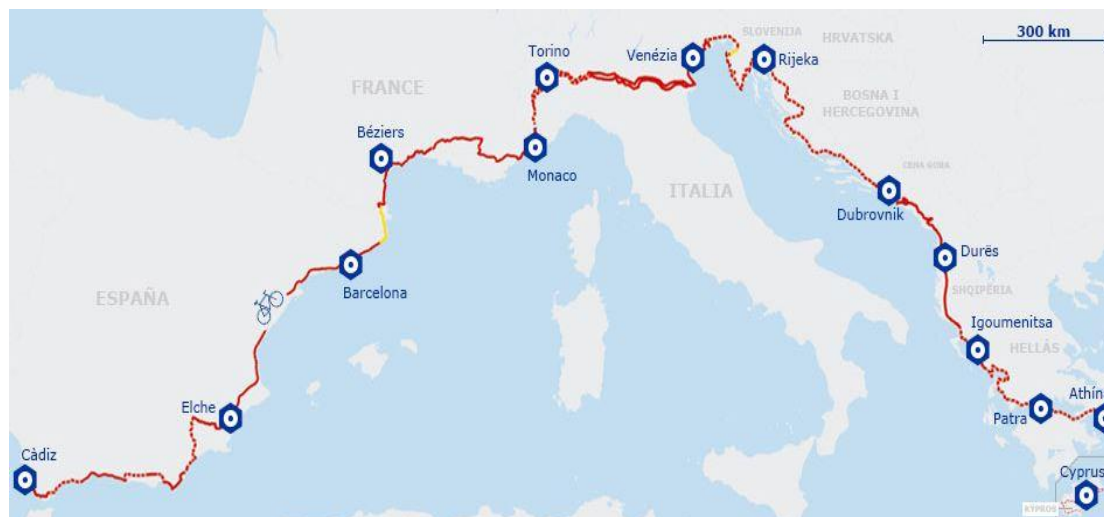 SLOVENIJA
HRVATSKA
300 km
Torino
Venézia
Rijeka
FRANCE
BOSNA I
HERCEGOVINA
Béziers
Monaco
ITALIA
CRNA GORA
Dubrovnik
Durës
Barcelona
ESPAÑA
SHQIPËRIA
Igoumenitsa
HELLÁS
Elche
Athín
Patra
Càdiz
Cyprus
KYPROS